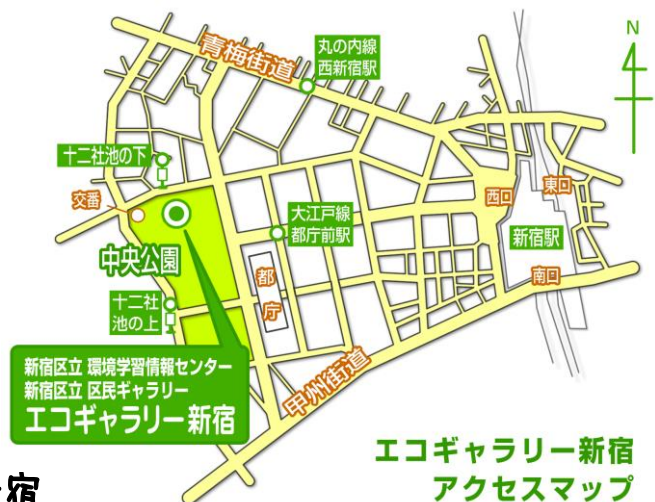 N
青梅街道
丸の内線
西新宿駅
十二社池の下
交番
中央公園
大江戸線
都庁前駅
都
庁
西口
東口
新宿駅
南口
十二社
池の上
甲州街道
新宿区立 環境学習情報センター
新宿区立 区民ギャラリー
エコギャラリー新宿
エコギャラリー新宿
アクセスマップ
宿